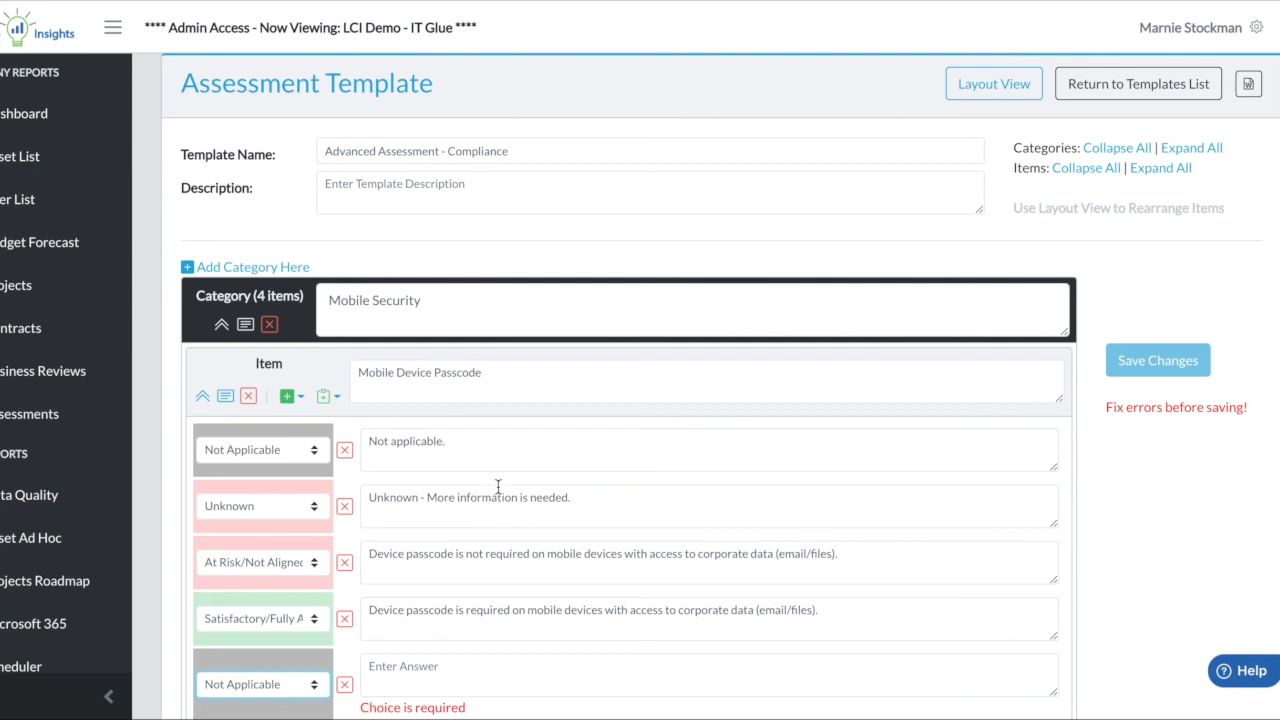 Insights
**** Admin Access - Now Viewing: LCI Demo - IT Glue ****
Marnie Stockman
NY REPORTS
shboard
set List
er List
dget Forecast
ojects
ntracts
siness Reviews
sessments
PORTS
ta Quality
set Ad Hoc
ojects Roadmap
crosoft 365
heduler
Assessment Template
Layout View
Return to Templates List
Template Name:
Advanced Assessment - Compliance
Description:
Enter Template Description
Categories: Collapse All | Expand All
Items: Collapse All | Expand All
Use Layout View to Rearrange Items
Add Category Here
Category (4 items)
Mobile Security
Item
Mobile Device Passcode
Not Applicable
Not applicable.
Unknown
Unknown - More information is needed.
At Risk/Not Aligned
Device passcode is not required on mobile devices with access to corporate data (email/files).
Satisfactory/Fully A
Device passcode is required on mobile devices with access to corporate data (email/files).
Not Applicable
Enter Answer
Choice is required
Save Changes
Fix errors before saving!
Help